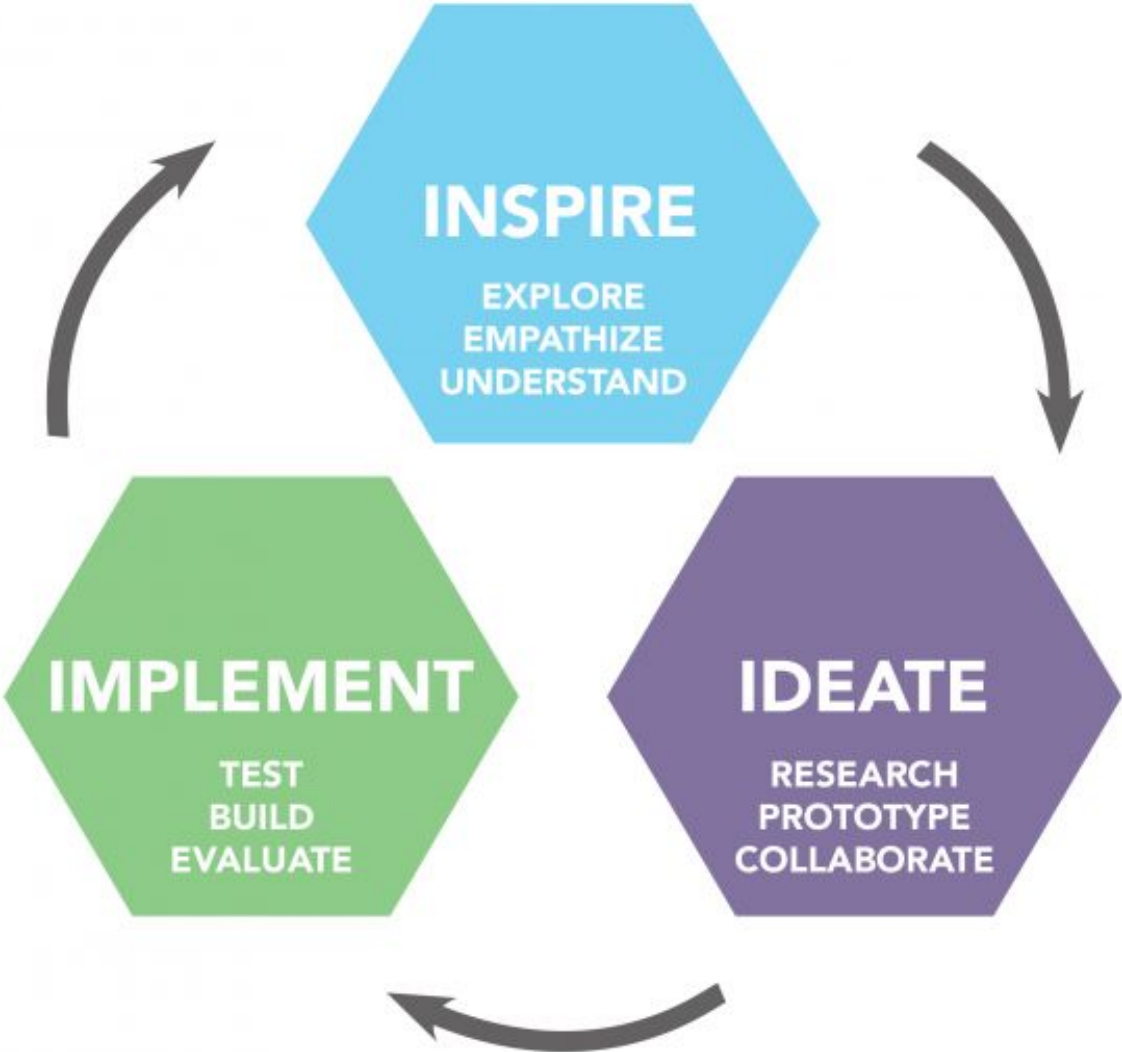 INSPIRE
EXPLORE
EMPATHIZE
UNDERSTAND
IMPLEMENT
TEST
BUILD
EVALUATE
IDEATE
RESEARCH
PROTOTYPE
COLLABORATE